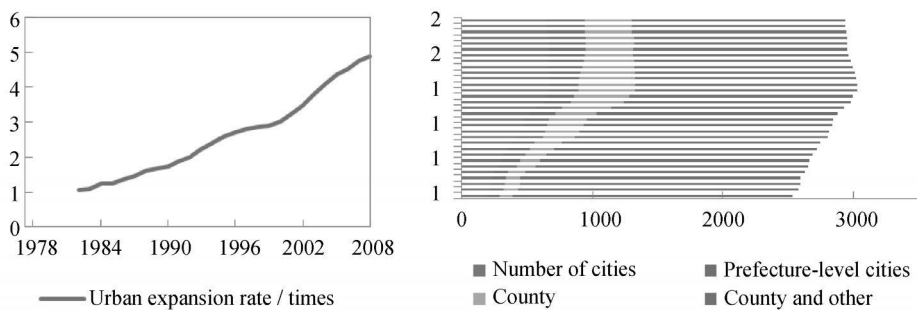 6
5
4
3
2
1
0
1978 1984 1990 1996 2002 2008
Urban expansion rate / times
2
2
1
1
1
1
0 1000 2000 3000
Number of cities Prefecture-level cities
County County and other